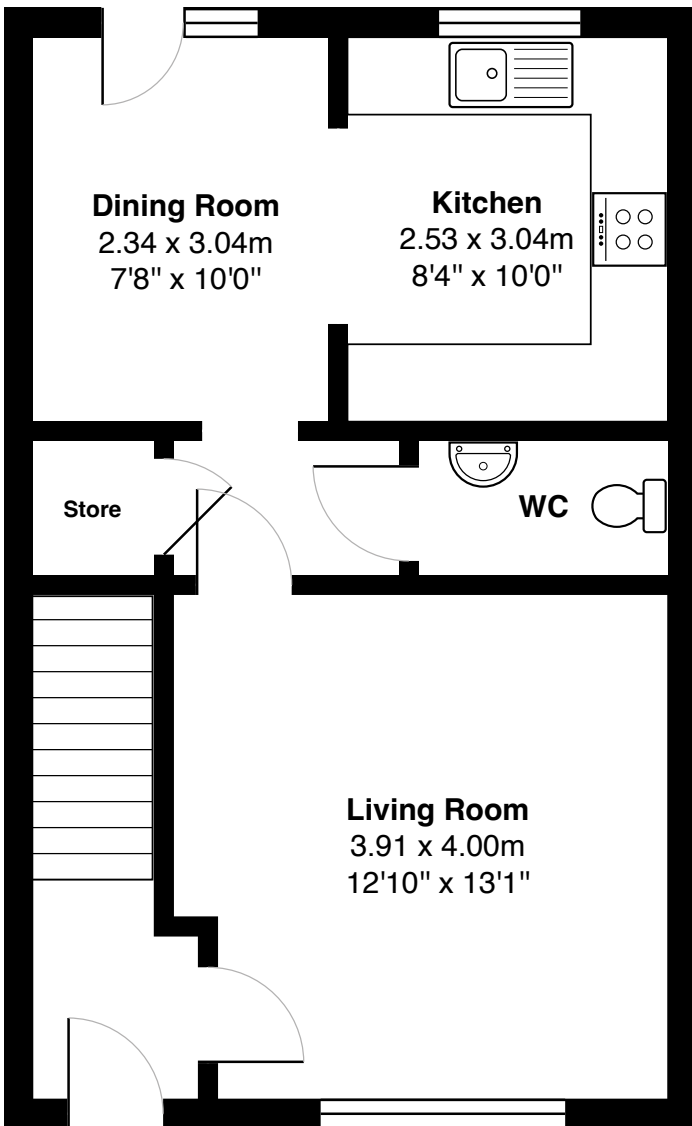 Dining Room
2.34 x 3.04m
7'8" x 10'0"
Kitchen
2.53 x 3.04m
8'4" x 10'0"
Store
WC
Living Room
3.91 x 4.00m
12'10" x 13'1"